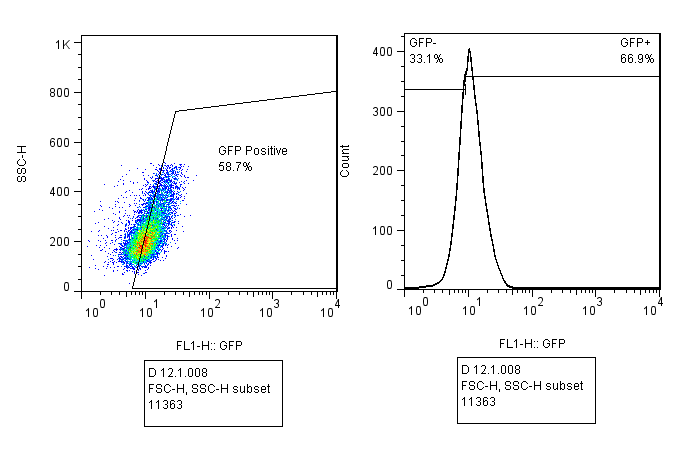 1K
800
600
400
200
0
SSC-H
GFP Positive
58.7%
10^0
10^1
10^2
10^3
10^4
FL1-H:: GFP
D 12.1.008
FSC-H, SSC-H subset
11363
400
300
200
100
0
Count
GFP-
33.1%
GFP+
66.9%
10^0
10^1
10^2
10^3
10^4
FL1-H:: GFP
D 12.1.008
FSC-H, SSC-H subset
11363